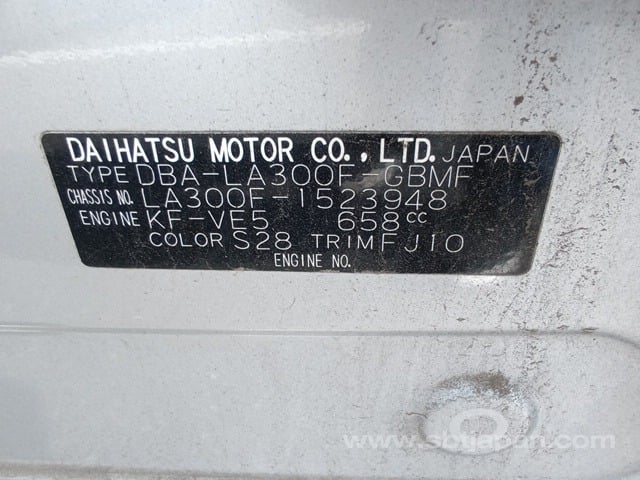 DAIHATSU MOTOR CO., LTD. JAPAN
TYPE DBA-LA300F-GBMF
CHASSIS NO. LA300F-1523948
ENGINE KF-VE5 658cc
COLOR S28 TRIM FJ10
ENGINE NO.
www.sbtjapan.com